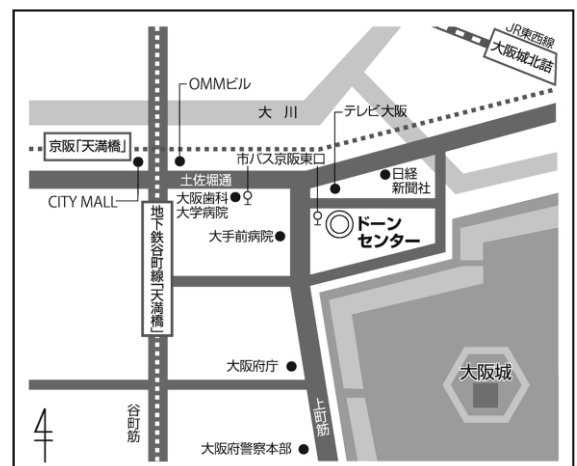 JR東西線
大阪城北詰
OMMビル
大川
テレビ大阪
京阪「天満橋」
市バス京阪東口
日経
新聞社
土佐堀通
CITY MALL
大阪歯科
大学病院
ドーン
センター
大手前病院
地下鉄谷町線「天満橋」
大阪府庁
大阪城
谷町筋
上町筋
大阪府警察本部